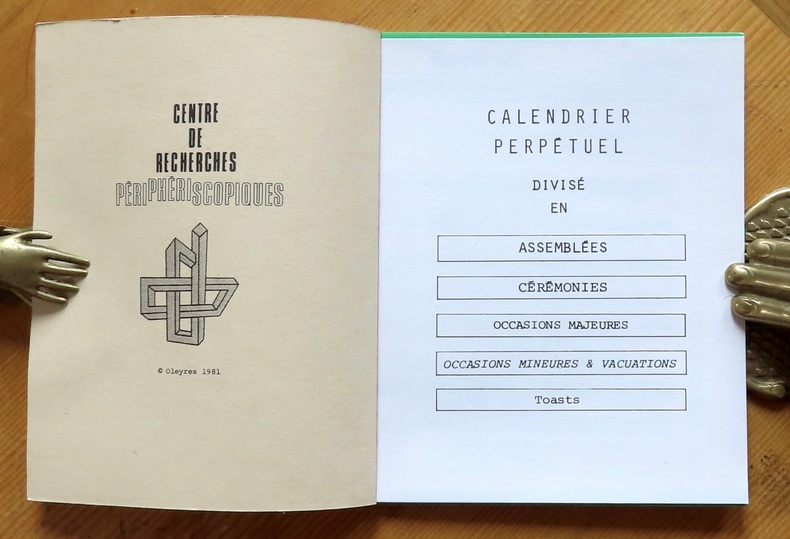 CENTRE
DE
RECHERCHES
PÉRIPHÉRISCOPIQUES
© Oleyres 1981
CALENDRIER
PERPÉTUEL
DIVISÉ
EN
ASSEMBLÉES
CÉRÉMONIES
OCCASIONS MAJEURES
OCCASIONS MINEURES & VACUATIONS
Toasts